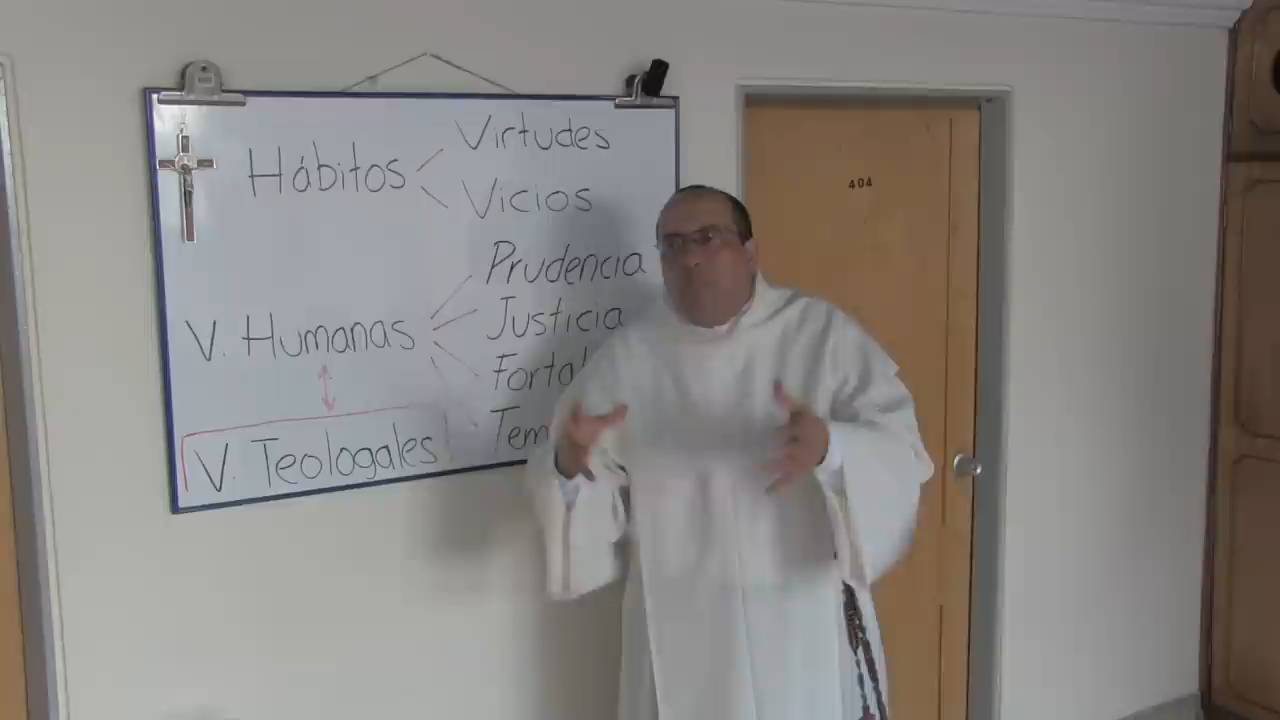 Hábitos
Virtudes
Vicios
V. Humanas
Prudencia
Justicia
V. Teologales
404